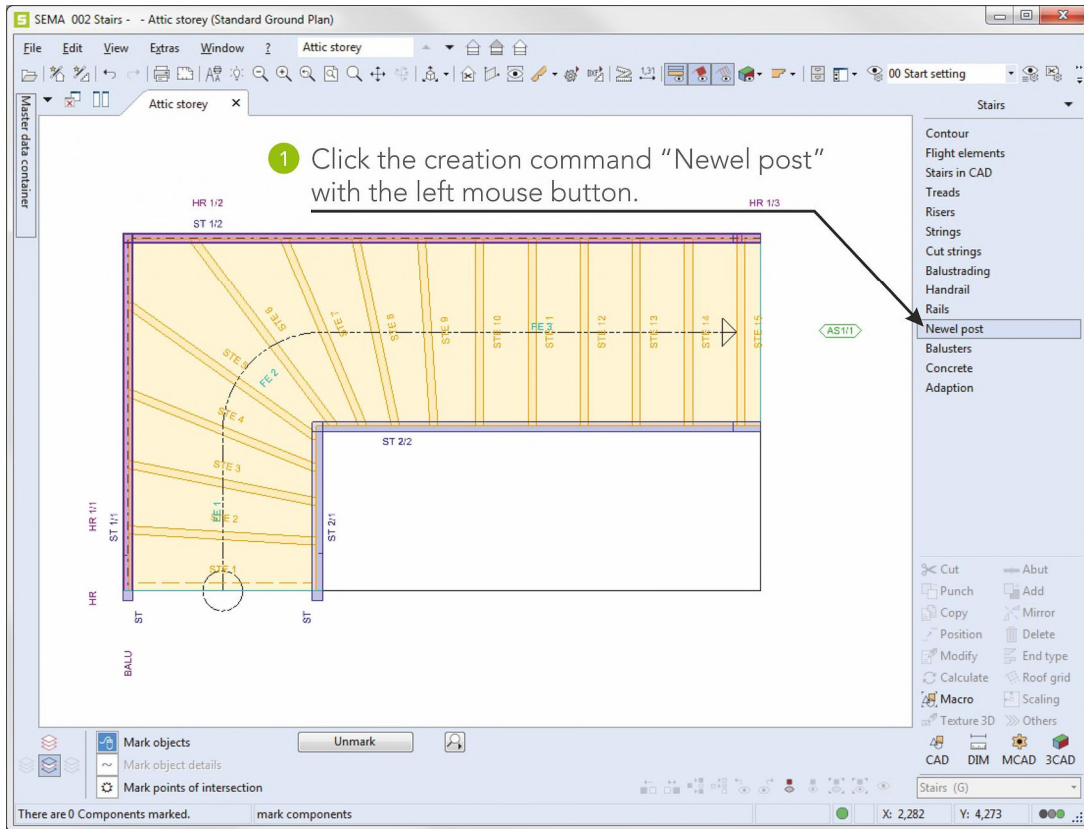 SEMA 002 Stairs - - Attic storey (Standard Ground Plan)
File Edit View Extras Window ? Attic storey
00 Start setting
Master data container
Attic storey
Stairs
1 Click the creation command “Newel post”
with the left mouse button.
Contour
Flight elements
Stairs in CAD
Treads
Risers
Strings
Cut strings
Balustrading
Handrail
Rails
Newel post
Balusters
Concrete
Adaption
HR 1/2
HR 1/3
ST 1/2
STE 6
STE 7
STE 8
STE 9
STE 10
STE 11
STE 12
STE 13
STE 14
STE 15
FE 3
AS1/1
STE 5
FE 2
STE 4
ST 2/2
STE 3
HR 1/1
ST 1/1
FE 1
STE 2
ST 2/1
STE 1
HR
ST
ST
BALU
Cut Abut
Punch Add
Copy Mirror
Position Delete
Modify End type
Calculate Roof grid
Macro Scaling
Texture 3D Others
CAD DIM MCAD 3CAD
Mark objects Unmark
Mark object details
Mark points of intersection
Stairs (G)
There are 0 Components marked. mark components X: 2,282 Y: 4,273